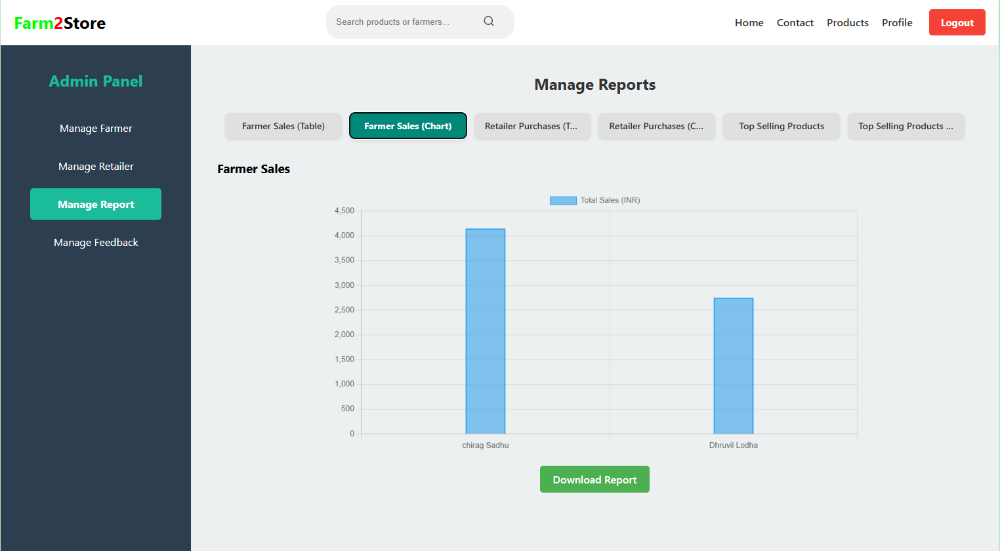 Farm2Store
Search products or farmers...
Home
Contact
Products
Profile
Logout
Admin Panel
Manage Farmer
Manage Retailer
Manage Report
Manage Feedback
Manage Reports
Farmer Sales (Table)
Farmer Sales (Chart)
Retailer Purchases (T...
Retailer Purchases (C...
Top Selling Products
Top Selling Products ...
Farmer Sales
Total Sales (INR)
4,500
4,000
3,500
3,000
2,500
2,000
1,500
1,000
500
0
chirag Sadhu
Dhruvil Lodha
Download Report